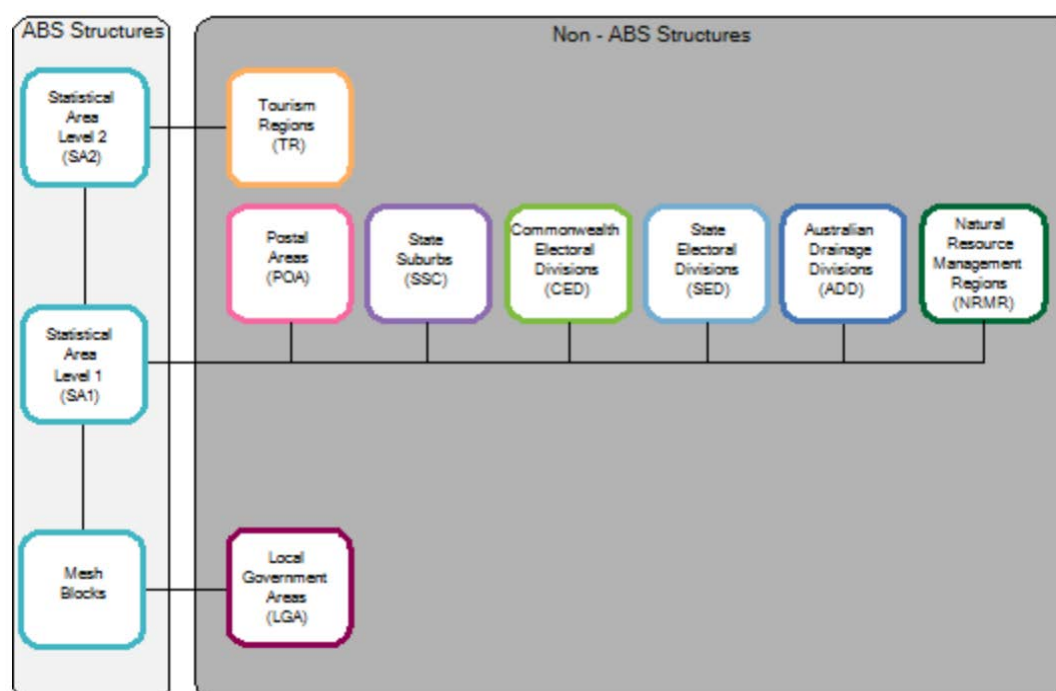 ABS Structures
Non - ABS Structures
Statistical
Area
Level 2
(SA2)
Tourism
Regions
(TR)
Postal
Areas
(POA)
State
Suburbs
(SSC)
Commonwealth
Electoral
Divisions
(CED)
State
Electoral
Divisions
(SED)
Australian
Drainage
Divisions
(ADD)
Natural
Resource
Management
Regions
(NRMR)
Statistical
Area
Level 1
(SA1)
Mesh
Blocks
Local
Government
Areas
(LGA)